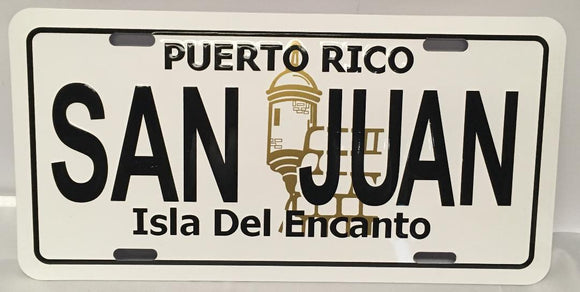 PUERTO RICO
SAN JUAN
Isla Del Encanto